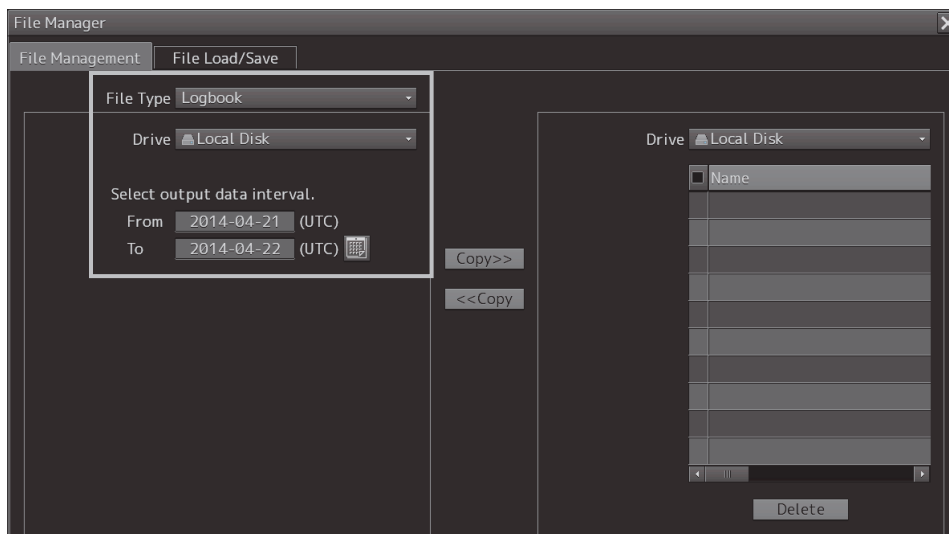 File Manager
File Management File Load/Save
File Type Logbook
Drive Local Disk
Select output data interval.
From 2014-04-21 (UTC)
To 2014-04-22 (UTC)
Copy>>
<<Copy
Drive Local Disk
Name
Delete